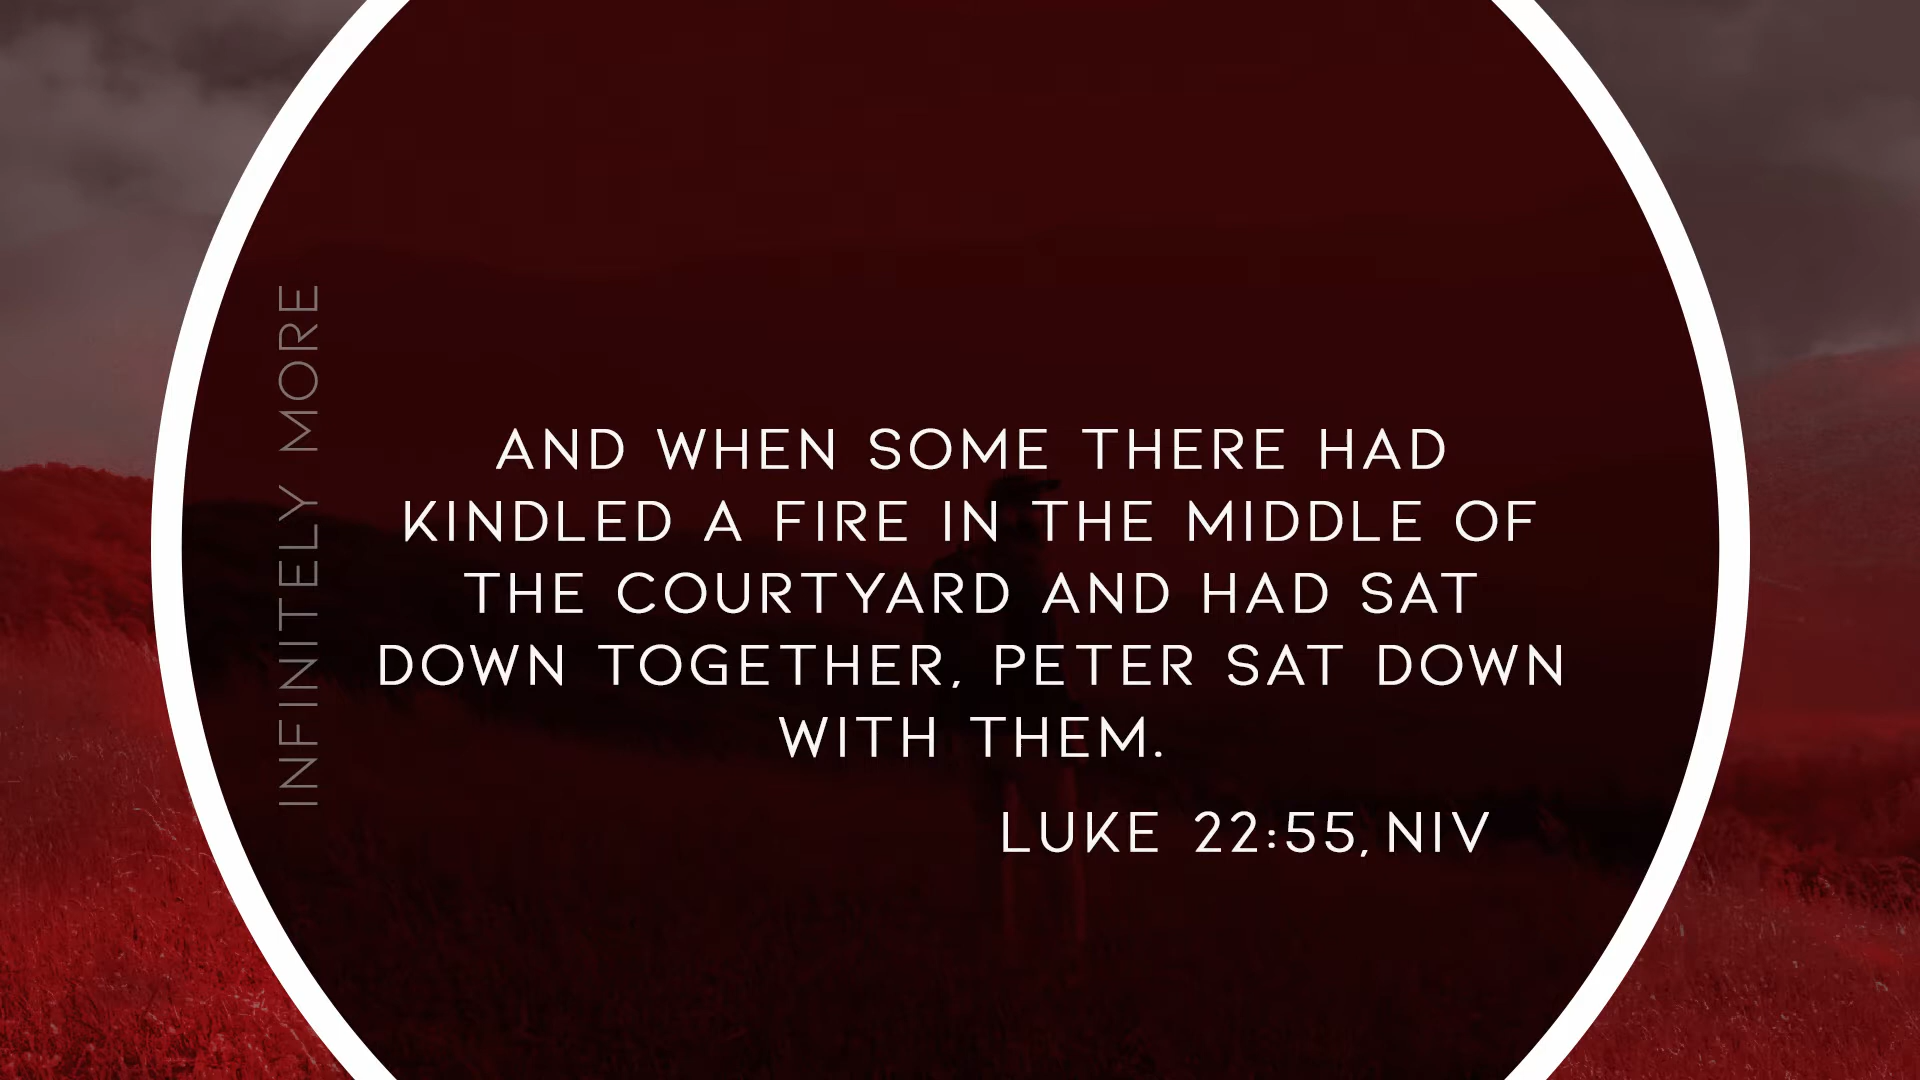 INFINITELY MORE
AND WHEN SOME THERE HAD
KINDLED A FIRE IN THE MIDDLE OF
THE COURTYARD AND HAD SAT
DOWN TOGETHER, PETER SAT DOWN
WITH THEM.
LUKE 22:55, NIV